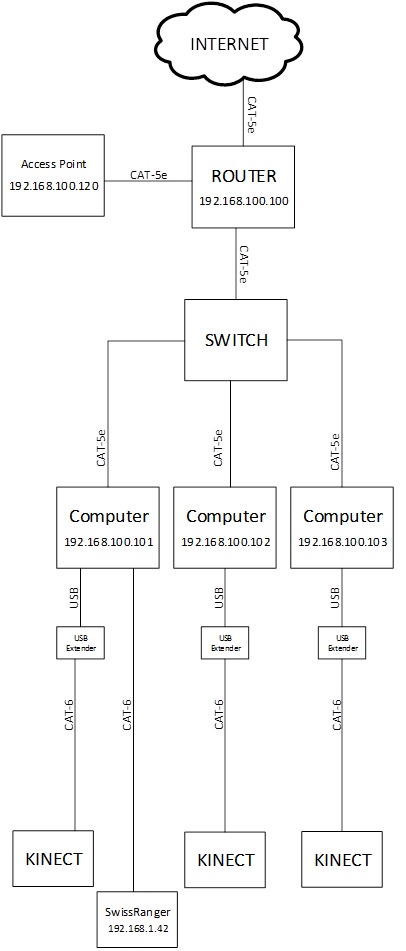 INTERNET
CAT-5e
Access Point
192.168.100.120
CAT-5e
ROUTER
192.168.100.100
CAT-5e
SWITCH
CAT-5e
CAT-5e
CAT-5e
Computer
192.168.100.101
Computer
192.168.100.102
Computer
192.168.100.103
USB
USB
USB
USB
Extender
USB
Extender
USB
Extender
CAT-6
CAT-6
CAT-6
CAT-6
KINECT
KINECT
KINECT
SwissRanger
192.168.1.42